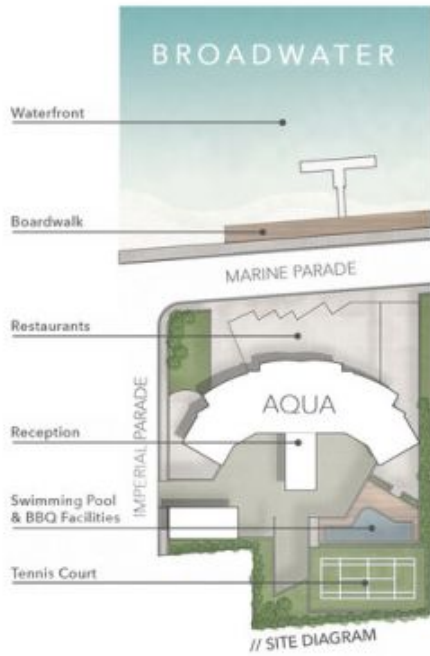 BROADWATER
Waterfront
Boardwalk
MARINE PARADE
Restaurants
AQUA
IMPERIAL PARADE
Reception
Swimming Pool
& BBQ Facilities
Tennis Court
// SITE DIAGRAM